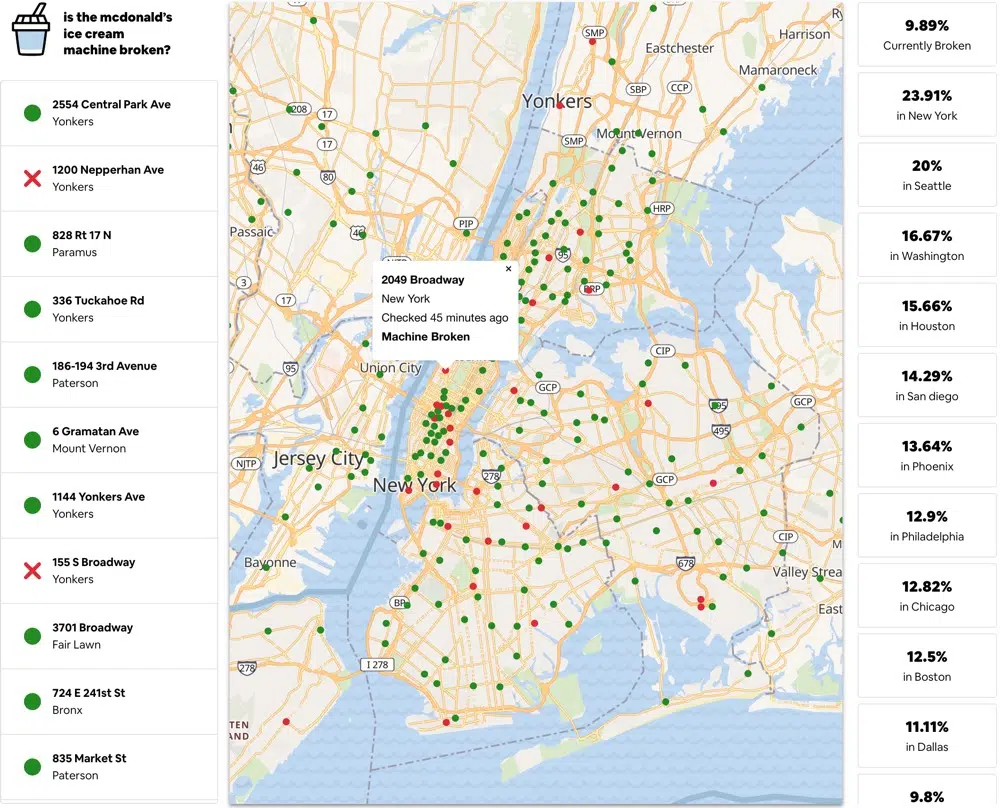 is the mcdonald's
ice cream
machine broken?
2554 Central Park Ave
Yonkers
1200 Nepperhan Ave
Yonkers
828 Rt 17 N
Paramus
336 Tuckahoe Rd
Yonkers
186-194 3rd Avenue
Paterson
6 Gramatan Ave
Mount Vernon
1144 Yonkers Ave
Yonkers
155 S Broadway
Yonkers
3701 Broadway
Fair Lawn
724 E 241st St
Bronx
835 Market St
Paterson
Harrison
SMP
Eastchester
Mamaroneck
SBP
CCP
Yonkers
208
17
SMP
Mount Vernon
17
46
80
HRP
PIP
Passaic
46
95
3
17
2049 Broadway
×
New York
Checked 45 minutes ago
Machine Broken
95
Union City
CIP
GCP
GCP
495
Jersey City
NJTP
278
New York
GCP
CIP
Bayonne
678
Valley Strea
BP
East
I 278
278
9.89%
Currently Broken
23.91%
in New York
20%
in Seattle
16.67%
in Washington
15.66%
in Houston
14.29%
in San diego
13.64%
in Phoenix
12.9%
in Philadelphia
12.82%
in Chicago
12.5%
in Boston
11.11%
in Dallas
9.8%